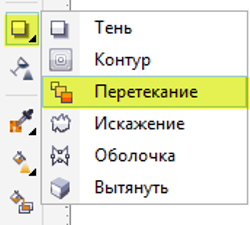 Тень
Контур
Перетекание
Искажение
Оболочка
Вытянуть